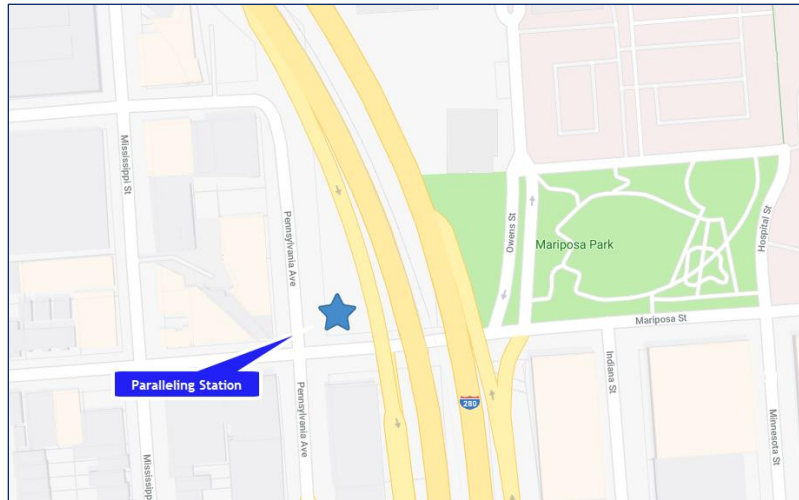 Mississippi St
Pennsylvania Ave
Owens St
Mariposa Park
Hospital St
Mariposa St
Paralleling Station
Pennsylvania Ave
280
Indiana St
Minnesota St
Mississipp